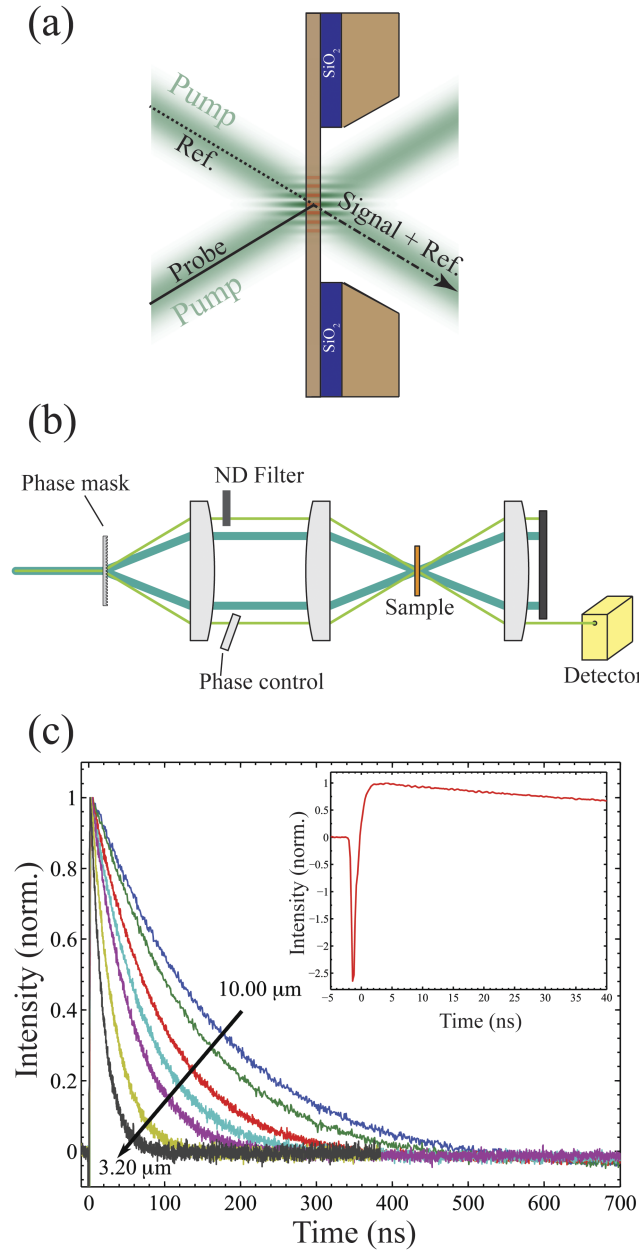 (a)
Pump
Ref.
Probe
Pump
Signal + Ref.
SiO₂
SiO₂
(b)
Phase mask
ND Filter
Sample
Phase control
Detector
(c)
Intensity (norm.)
1
0.8
0.6
0.4
0.2
0
0 100 200 300 400 500 600 700
Time (ns)
10.00 μm
3.20 μm
Intensity (norm.)
1
0.5
0
-0.5
-1
-1.5
-2
-2.5
-5 0 5 10 15 20 25 30 35 40
Time (ns)